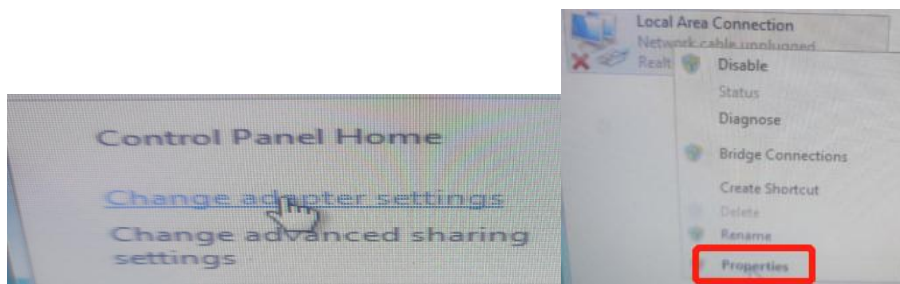 Control Panel Home
Change adapter settings
Change advanced sharing
settings
Local Area Connection
Network cable unplugged
Realt
Disable
Status
Diagnose
Bridge Connections
Create Shortcut
Delete
Rename
Properties